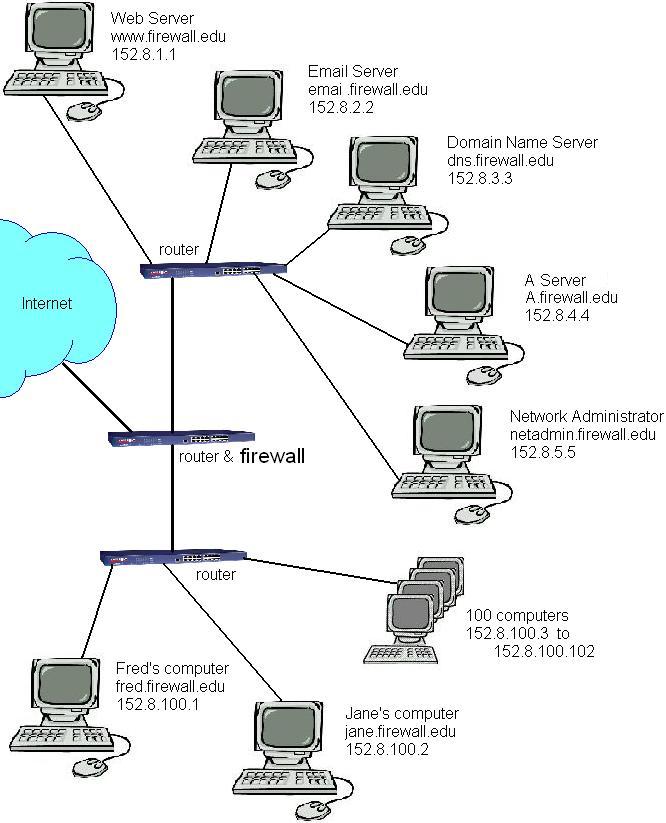 Web Server
www.firewall.edu
152.8.1.1
Email Server
emai .firewall.edu
152.8.2.2
Domain Name Server
dns.firewall.edu
152.8.3.3
router
A Server
A.firewall.edu
152.8.4.4
Internet
Network Administrator
netadmin.firewall.edu
152.8.5.5
router & firewall
router
100 computers
152.8.100.3 to
152.8.100.102
Fred's computer
fred.firewall.edu
152.8.100.1
Jane's computer
jane.firewall.edu
152.8.100.2